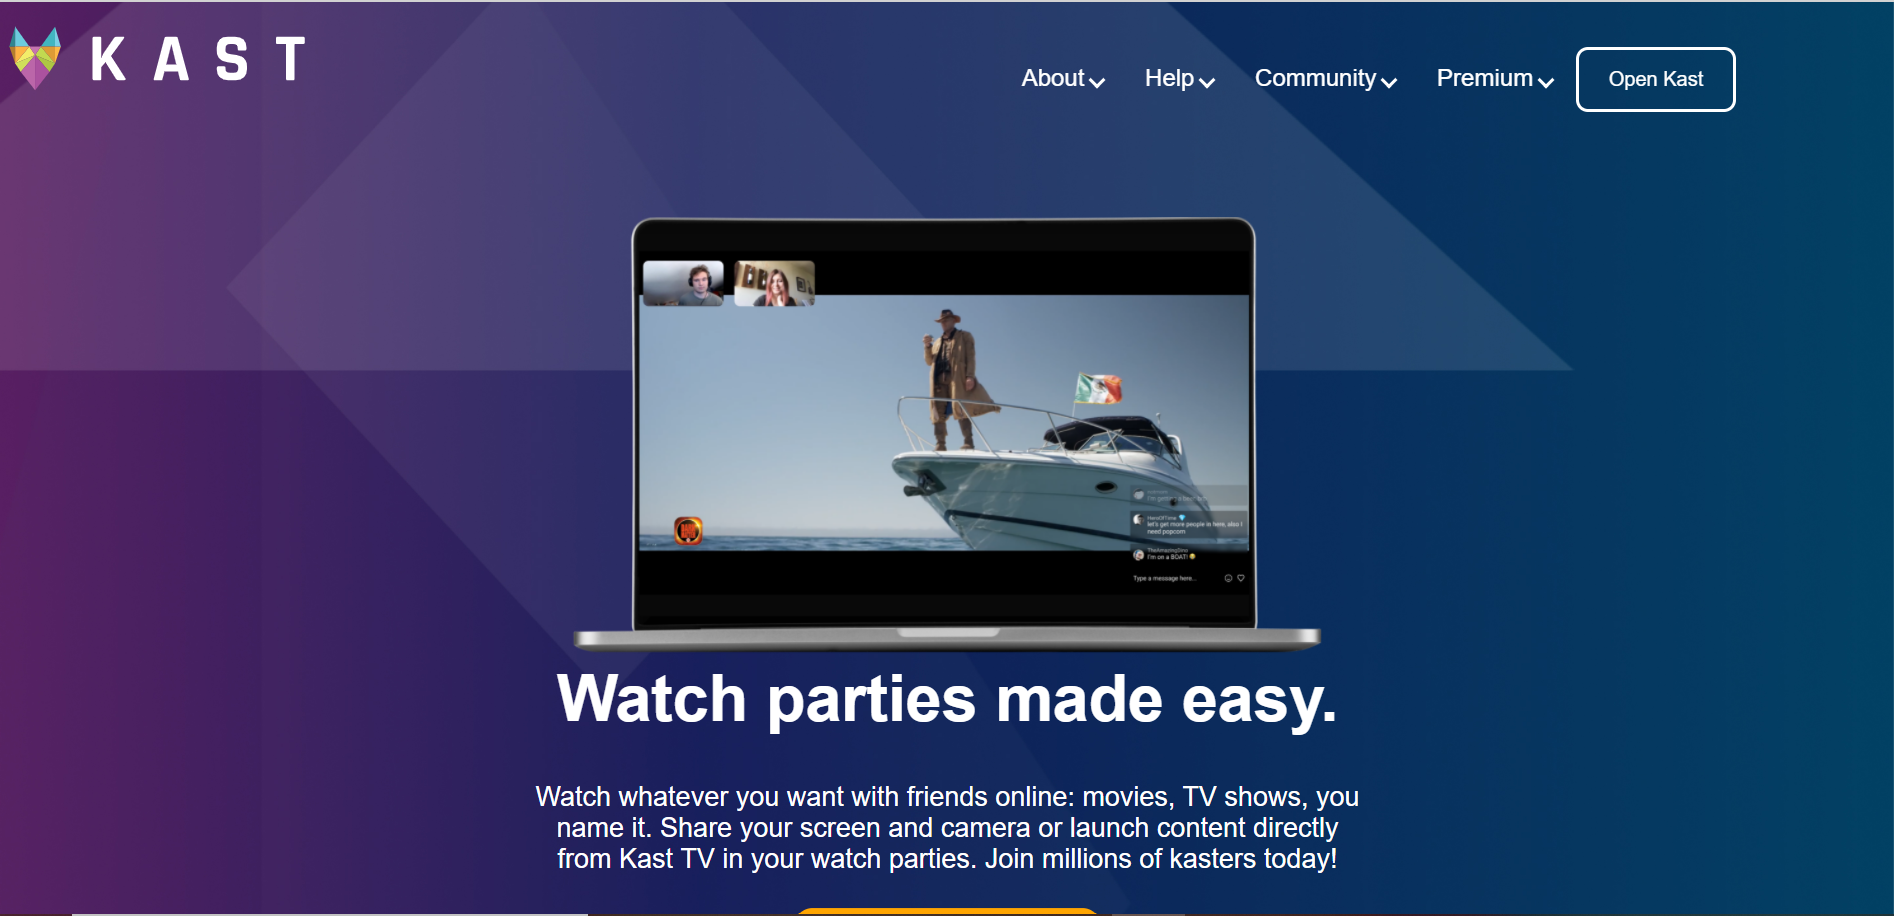 KAST
About
Help
Community
Premium
Open Kast
HeroOfTime
let's get more people in here, also I
need popcorn
TheAmazingDino
I'm on a BOAT!
Type a message here...
Watch parties made easy.
Watch whatever you want with friends online: movies, TV shows, you
name it. Share your screen and camera or launch content directly
from Kast TV in your watch parties. Join millions of kasters today!